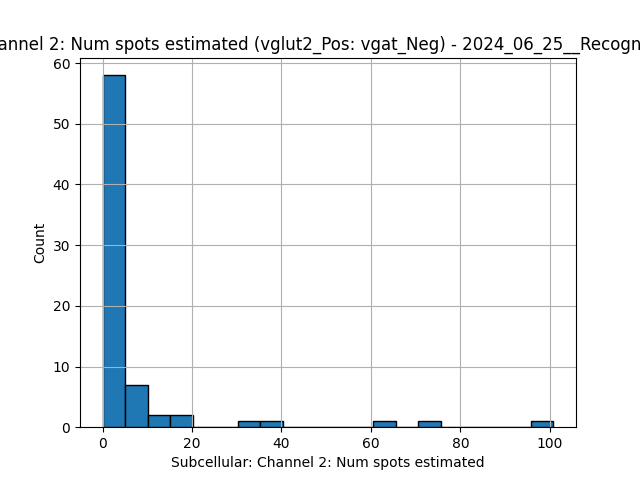 annel 2: Num spots estimated (vglut2_Pos: vgat_Neg) - 2024_06_25__Recogn
60
50
40
30
20
10
0
Count
0 20 40 60 80 100
Subcellular: Channel 2: Num spots estimated